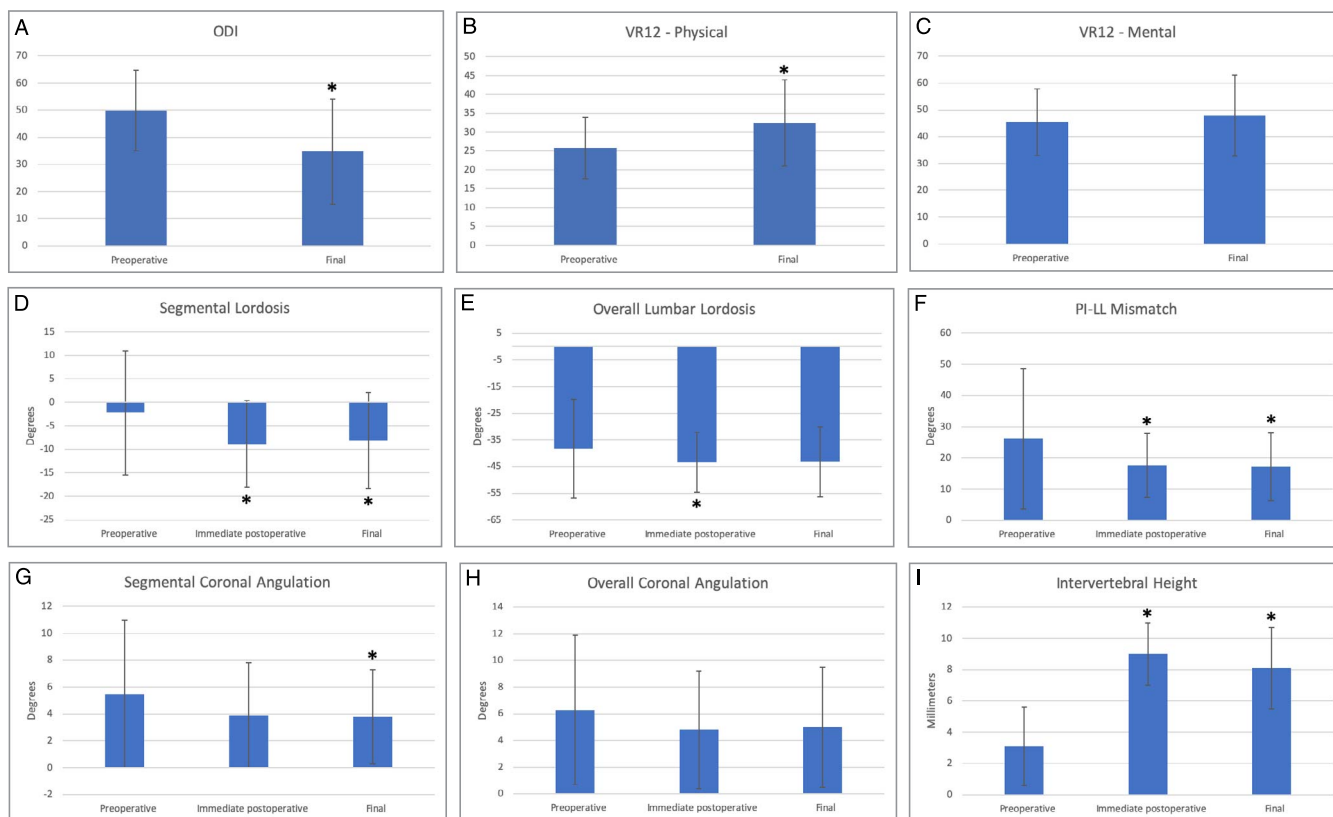 A
ODI
70
60
50
40
30
20
10
0
*
Preoperative Final
B
VR12 - Physical
50
45
40
35
30
25
20
15
10
5
0
*
Preoperative Final
C
VR12 - Mental
70
60
50
40
30
20
10
0
Preoperative Final
D
Segmental Lordosis
Degrees
15
10
5
0
-5
-10
-15
-20
-25
* *
Preoperative Immediate postoperative Final
E
Overall Lumbar Lordosis
Degrees
5
-5
-15
-25
-35
-45
-55
-65
*
Preoperative Immediate postoperative Final
F
PI-LL Mismatch
Degrees
60
50
40
30
20
10
0
* *
Preoperative Immediate postoperative Final
G
Segmental Coronal Angulation
Degrees
12
10
8
6
4
2
0
-2
*
Preoperative Immediate postoperative Final
H
Overall Coronal Angulation
Degrees
14
12
10
8
6
4
2
0
Preoperative Immediate postoperative Final
I
Intervertebral Height
Millimeters
12
10
8
6
4
2
0
* *
Preoperative Immediate postoperative Final